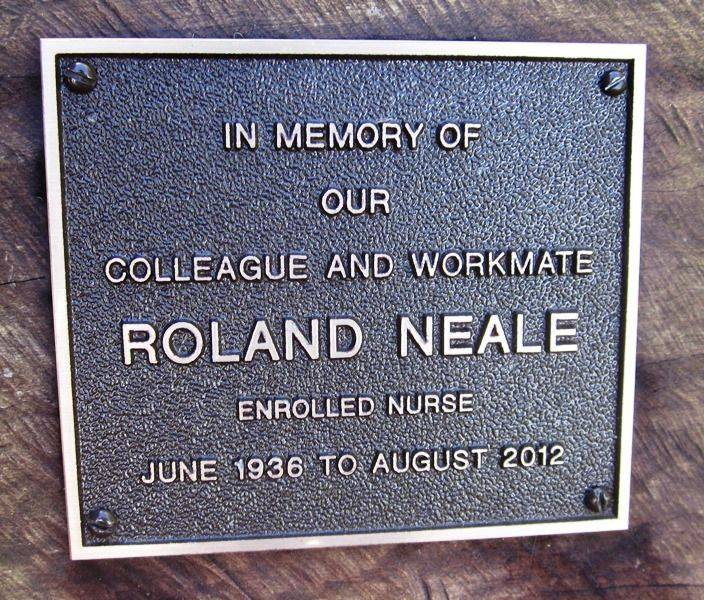 IN MEMORY OF
OUR
COLLEAGUE AND WORKMATE
ROLAND NEALE
ENROLLED NURSE
JUNE 1936 TO AUGUST 2012